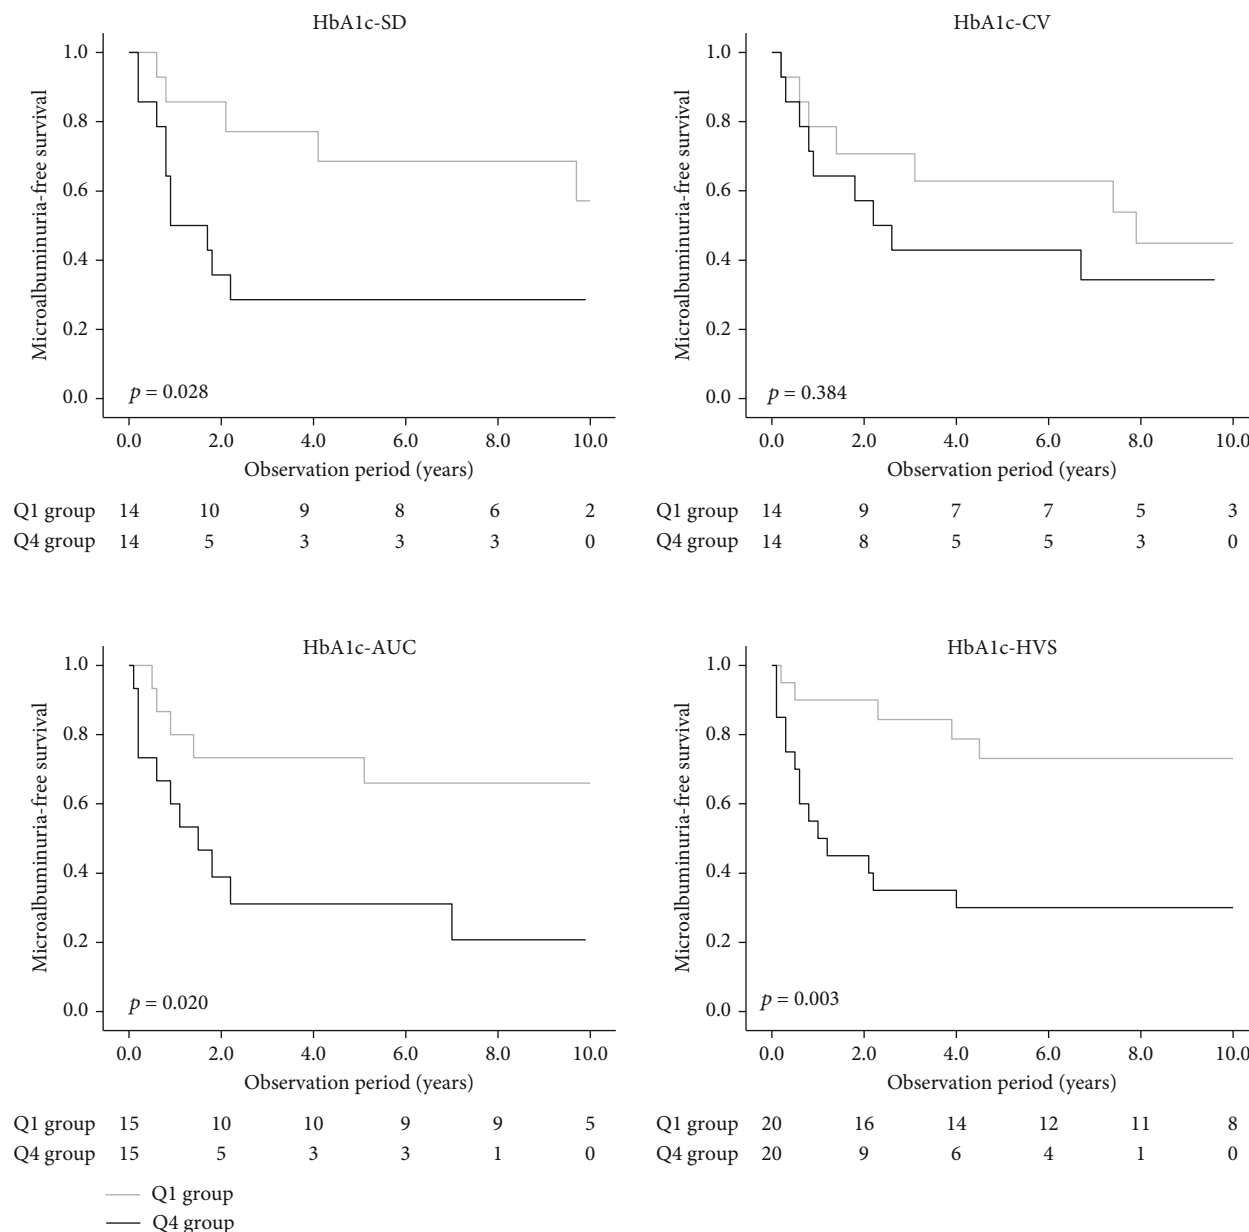 HbA1c-SD
Microalbuminuria-free survival
1.0
0.8
0.6
0.4
0.2
0.0
p = 0.028
0.0 2.0 4.0 6.0 8.0 10.0
Observation period (years)
Q1 group 14 10 9 8 6 2
Q4 group 14 5 3 3 3 0
HbA1c-CV
Microalbuminuria-free survival
1.0
0.8
0.6
0.4
0.2
0.0
p = 0.384
0.0 2.0 4.0 6.0 8.0 10.0
Observation period (years)
Q1 group 14 9 7 7 5 3
Q4 group 14 8 5 5 3 0
HbA1c-AUC
Microalbuminuria-free survival
1.0
0.8
0.6
0.4
0.2
0.0
p = 0.020
0.0 2.0 4.0 6.0 8.0 10.0
Observation period (years)
Q1 group 15 10 10 9 9 5
Q4 group 15 5 3 3 1 0
HbA1c-HVS
Microalbuminuria-free survival
1.0
0.8
0.6
0.4
0.2
0.0
p = 0.003
0.0 2.0 4.0 6.0 8.0 10.0
Observation period (years)
Q1 group 20 16 14 12 11 8
Q4 group 20 9 6 4 1 0
Q1 group
Q4 group